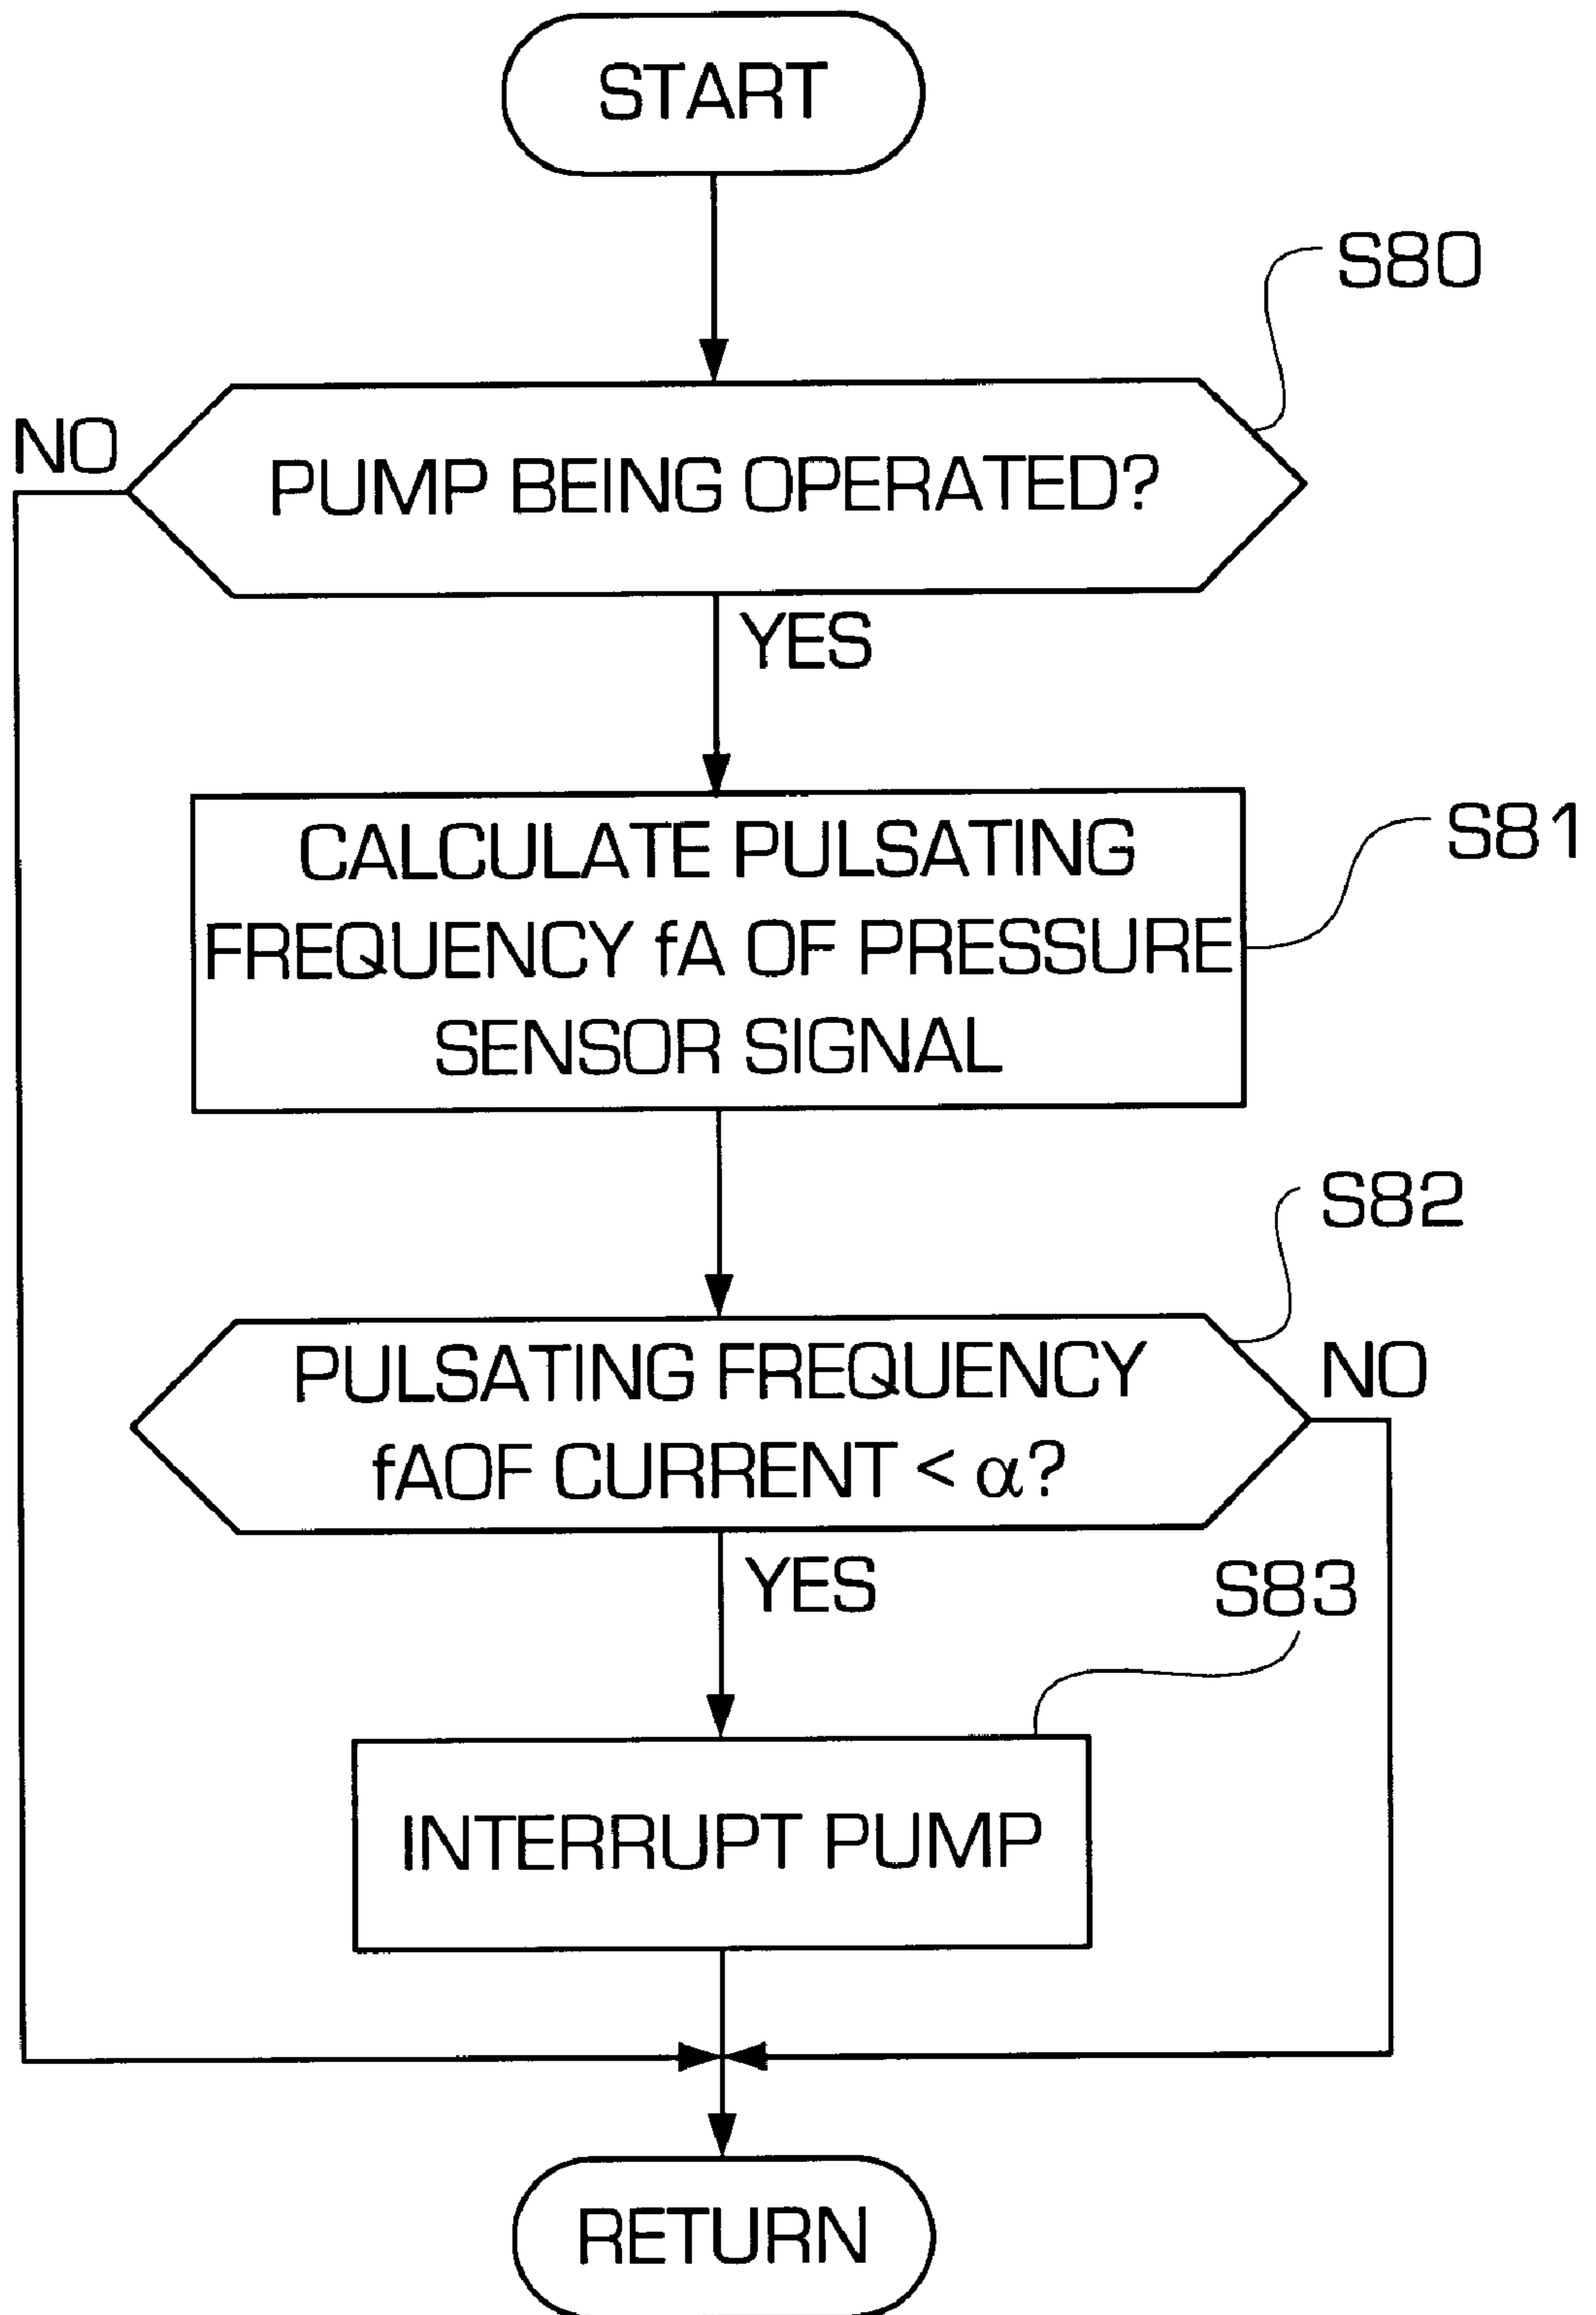 START
S80
NO
PUMP BEING OPERATED?
YES
CALCULATE PULSATING
FREQUENCY fA OF PRESSURE
SENSOR SIGNAL
S81
S82
PULSATING FREQUENCY
fAOF CURRENT < α?
NO
YES
S83
INTERRUPT PUMP
RETURN